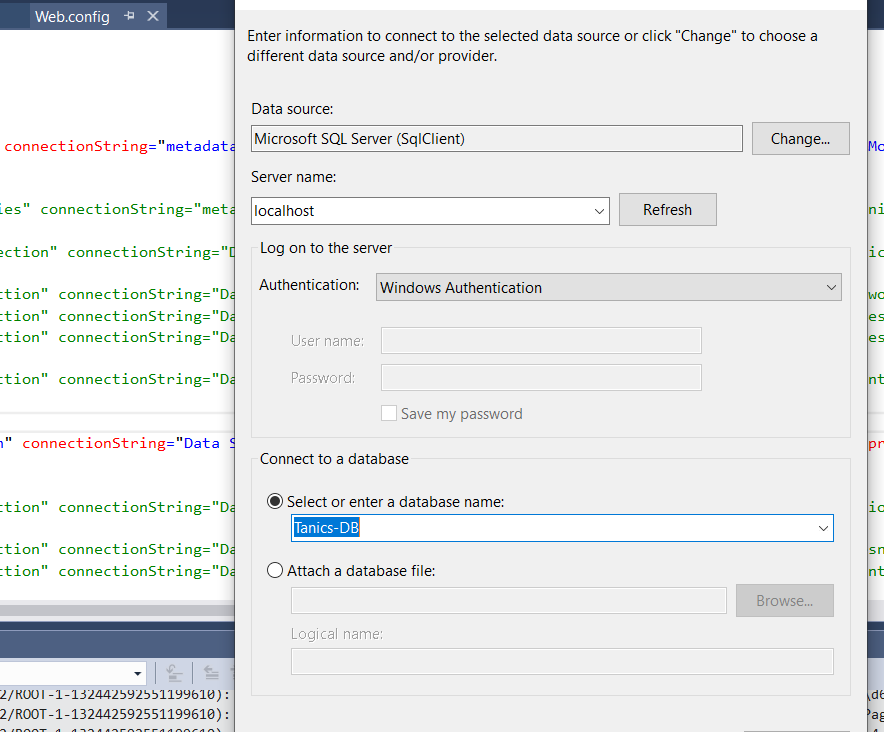 Web.config
Enter information to connect to the selected data source or click "Change" to choose a
different data source and/or provider.
Data source:
Microsoft SQL Server (SqlClient)
Change...
connectionString="metadata
Server name:
ies" connectionString="meta
localhost
Refresh
Log on to the server
ection" connectionString="D
Authentication:
Windows Authentication
ction" connectionString="Da
ction" connectionString="Da
ction" connectionString="Da
User name:
Password:
ction" connectionString="Da
Save my password
n" connectionString="Data S
Connect to a database
Select or enter a database name:
ction" connectionString="Da
Tanics-DB
ction" connectionString="Da
ction" connectionString="Da
Attach a database file:
Browse...
Logical name:
2/ROOT-1-132442592551199610):
2/ROOT-1-132442592551199610):